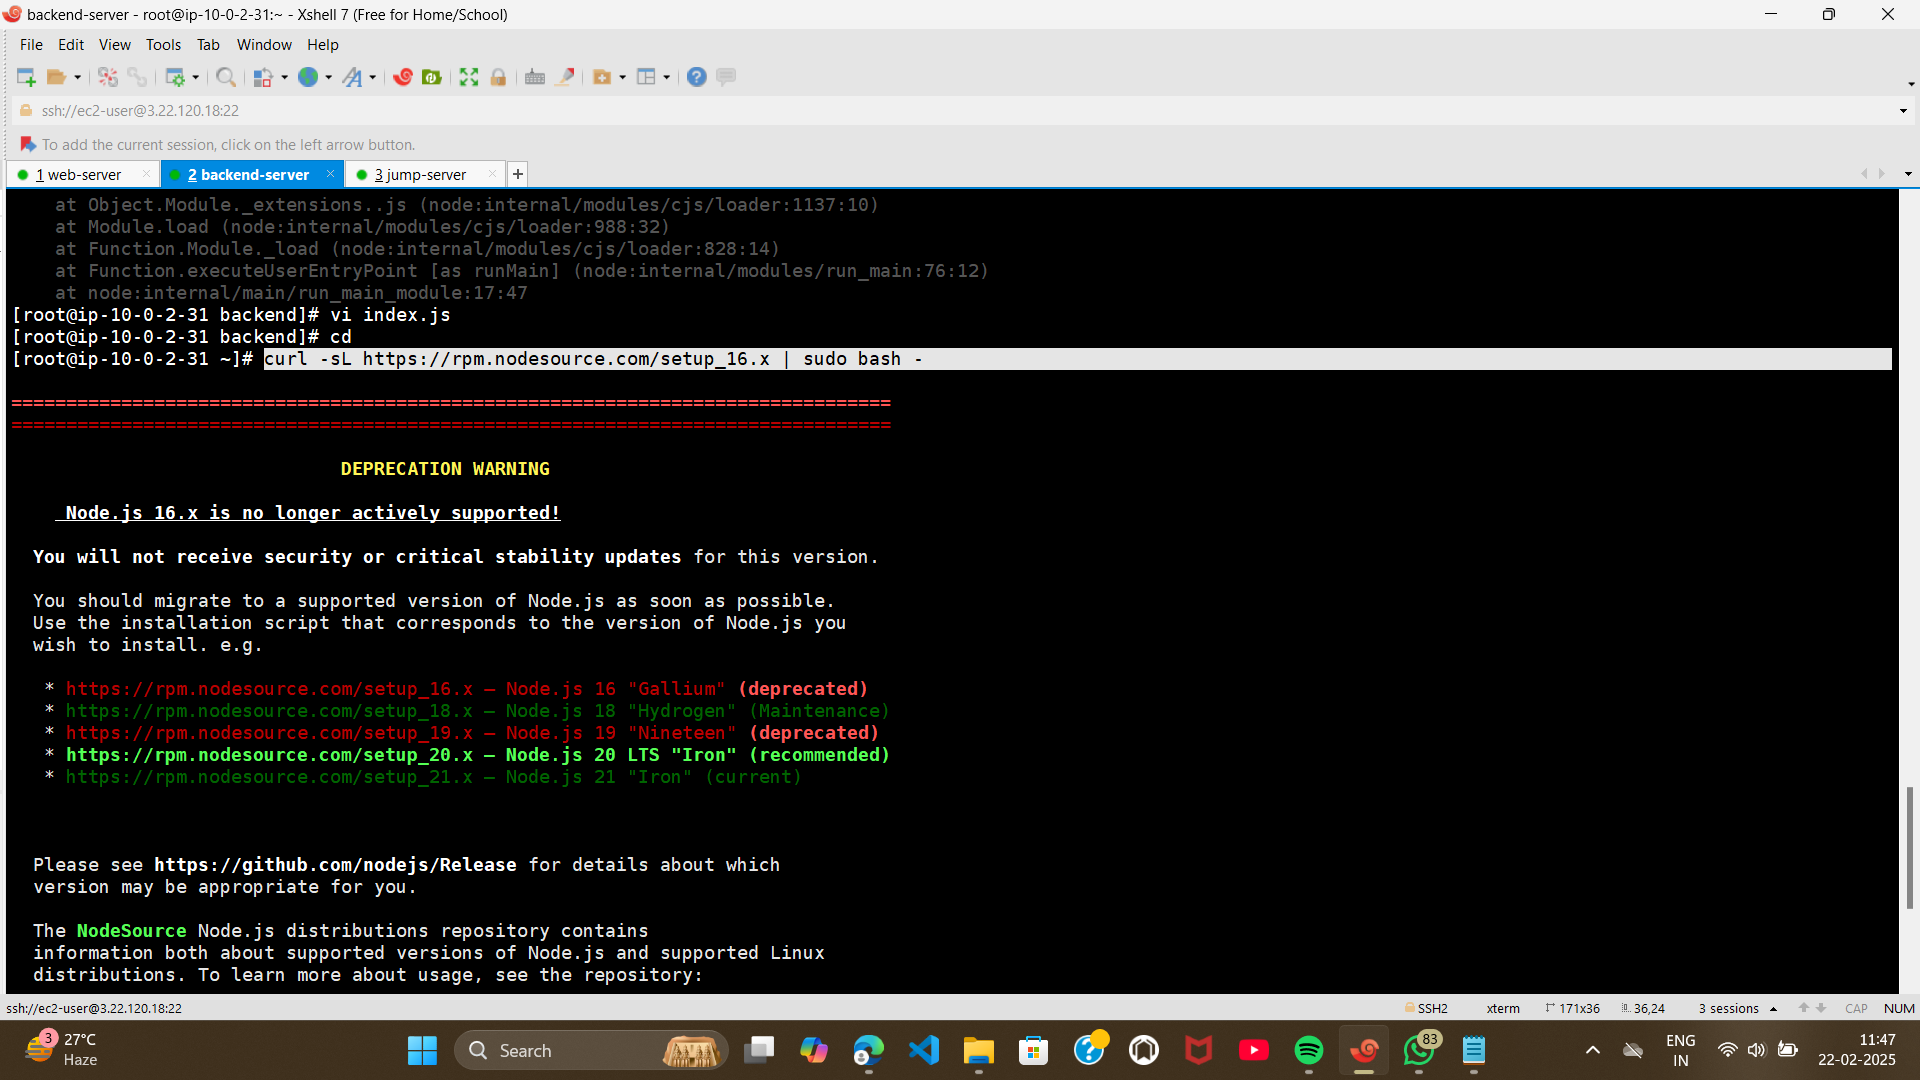 backend-server - root@ip-10-0-2-31:~ - Xshell 7 (Free for Home/School)
File Edit View Tools Tab Window Help
ssh://ec2-user@3.22.120.18:22
To add the current session, click on the left arrow button.
1 web-server 2 backend-server 3 jump-server +
at Object.Module._extensions..js (node:internal/modules/cjs/loader:1137:10)
at Module.load (node:internal/modules/cjs/loader:988:32)
at Function.Module._load (node:internal/modules/cjs/loader:828:14)
at Function.executeUserEntryPoint [as runMain] (node:internal/modules/run_main:76:12)
at node:internal/main/run_main_module:17:47
[root@ip-10-0-2-31 backend]# vi index.js
[root@ip-10-0-2-31 backend]# cd
[root@ip-10-0-2-31 ~]# curl -sL https://rpm.nodesource.com/setup_16.x | sudo bash -
================================================================================
================================================================================
DEPRECATION WARNING
Node.js 16.x is no longer actively supported!
You will not receive security or critical stability updates for this version.
You should migrate to a supported version of Node.js as soon as possible.
Use the installation script that corresponds to the version of Node.js you
wish to install. e.g.
* https://rpm.nodesource.com/setup_16.x — Node.js 16 "Gallium" (deprecated)
* https://rpm.nodesource.com/setup_18.x — Node.js 18 "Hydrogen" (Maintenance)
* https://rpm.nodesource.com/setup_19.x — Node.js 19 "Nineteen" (deprecated)
* https://rpm.nodesource.com/setup_20.x — Node.js 20 LTS "Iron" (recommended)
* https://rpm.nodesource.com/setup_21.x — Node.js 21 "Iron" (current)
Please see https://github.com/nodejs/Release for details about which
version may be appropriate for you.
The NodeSource Node.js distributions repository contains
information both about supported versions of Node.js and supported Linux
distributions. To learn more about usage, see the repository:
ssh://ec2-user@3.22.120.18:22 SSH2 xterm 171x36 36,24 3 sessions CAP NUM
3 27°C
Haze
Search
83
ENG
IN
11:47
22-02-2025